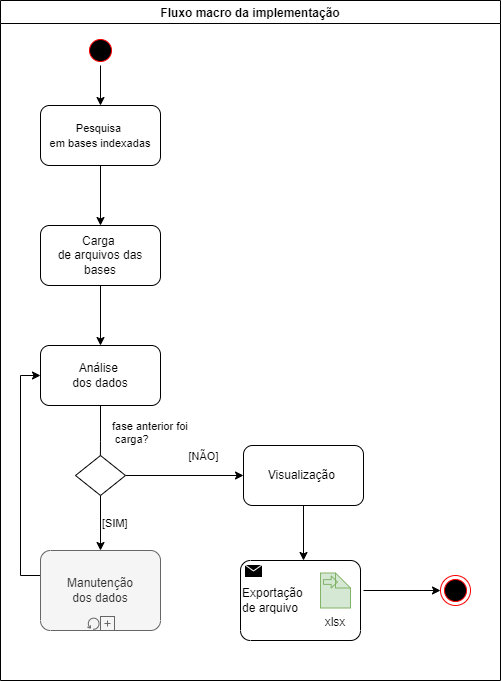 Fluxo macro da implementação
Pesquisa
em bases indexadas
Carga
de arquivos das
bases
Análise
dos dados
fase anterior foi
carga?
[NÃO]
Visualização
[SIM]
Manutenção
dos dados
Exportação
de arquivo
xlsx